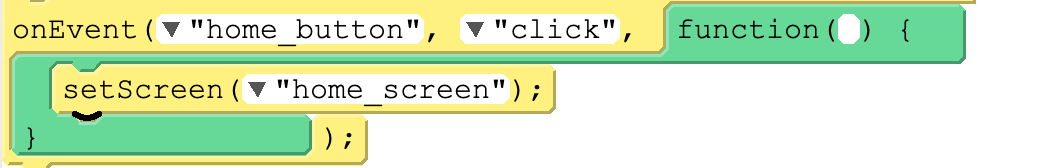 onEvent(▼"home_button", ▼"click", function( ) {
setScreen(▼"home_screen");
} );